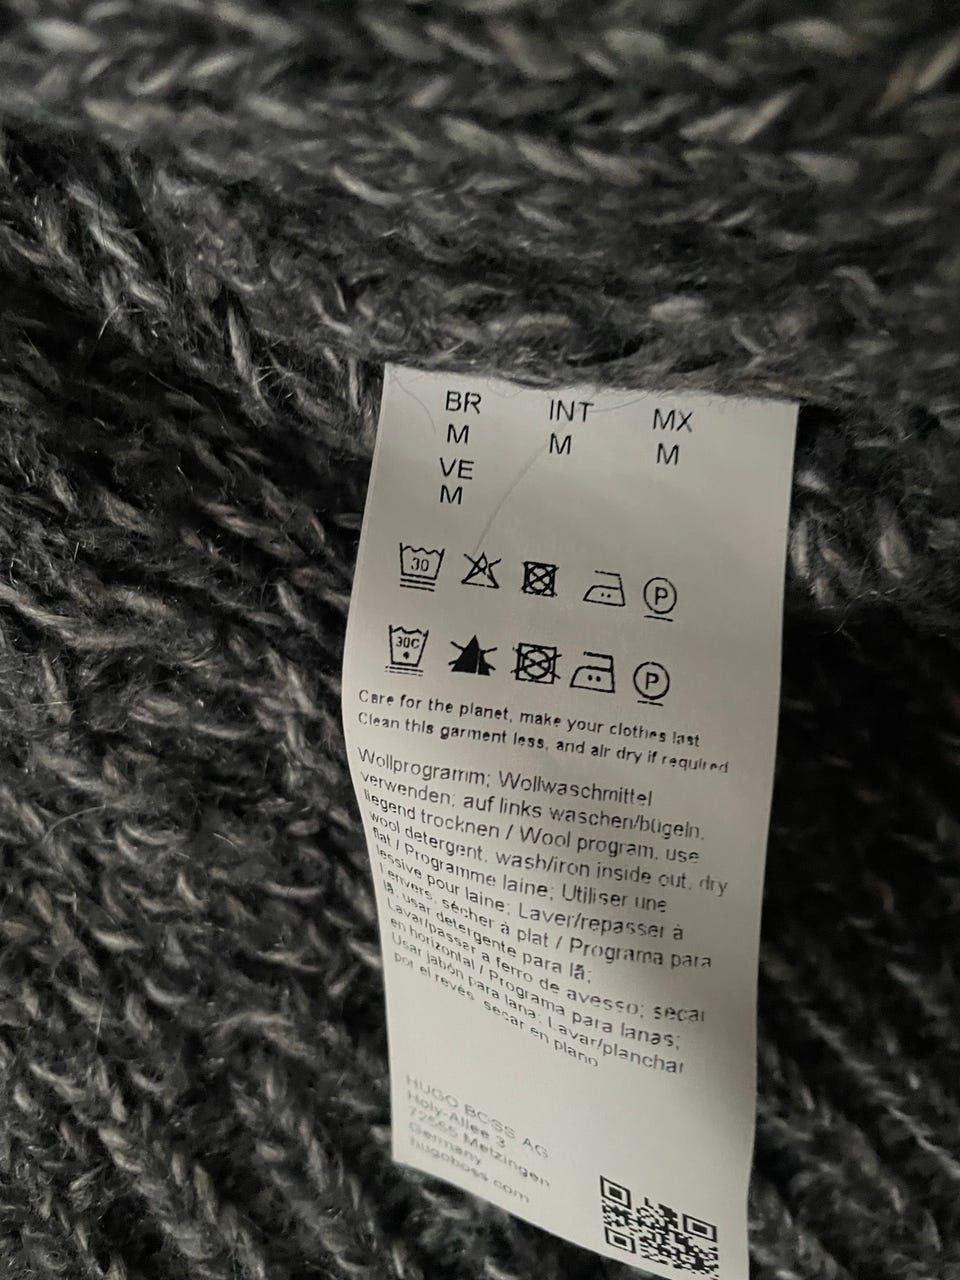 BR INT MX
M M M
VE
M
30 P
30C P
Care for the planet, make your clothes last
Clean this garment less, and air dry if required
Wollprogramm; Wollwaschmittel
verwenden; auf links waschen/bügeln,
liegend trocknen / Wool program, use
wool detergent, wash/iron inside out, dry
flat / Programme laine; Utiliser une
lessive pour laine; Laver/repasser à
l envers, sécher à plat / Programa para
lã; usar detergente para lã;
Lavar/passar a ferro de avesso; secar
en horizontal / Programa para lanas;
Usar jabón para lana; Lavar/planchar
por el revés, secar en plano
HUGO BOSS AG
Holy-Allee 3
72555 Metzingen
Germany
hugoboss.com